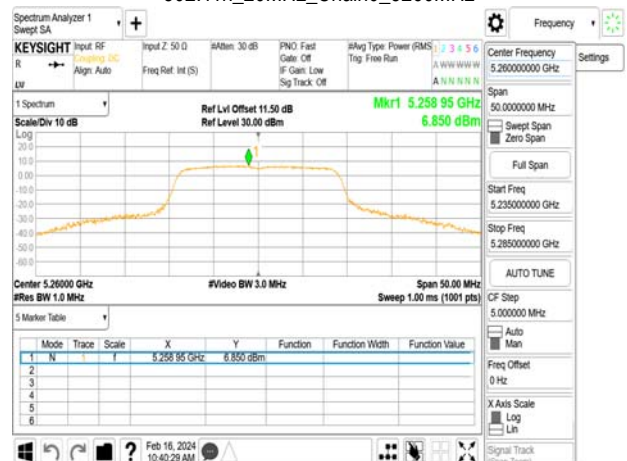 Spectrum Analyzer 1
Swept SA
Frequency
KEYSIGHT
R
Input: RF
Coupling: DC
Align: Auto
Input Z: 50 Ω
Freq Ref: Int (S)
#Atten: 30 dB
PNO: Fast
Gate: Off
IF Gain: Low
Sig Track: Off
#Avg Type: Power (RMS)
Trig: Free Run
1 2 3 4 5 6
A W W W W W
A N N N N N
Center Frequency
5.260000000 GHz
Settings
Span
50.0000000 MHz
Swept Span
Zero Span
Full Span
Start Freq
5.235000000 GHz
Stop Freq
5.285000000 GHz
AUTO TUNE
CF Step
5.000000 MHz
Auto
Man
Freq Offset
0 Hz
X Axis Scale
Log
Lin
Signal Track
1 Spectrum
Scale/Div 10 dB
Ref Lvl Offset 11.50 dB
Ref Level 30.00 dBm
Mkr1 5.258 95 GHz
6.850 dBm
Log
20.0
10.0
0.00
-10.0
-20.0
-30.0
-40.0
-50.0
-60.0
1
Center 5.26000 GHz
#Res BW 1.0 MHz
#Video BW 3.0 MHz
Span 50.00 MHz
Sweep 1.00 ms (1001 pts)
5 Marker Table
Mode Trace Scale X Y Function Function Width Function Value
1 N 1 f 5.258 95 GHz 6.850 dBm
2
3
4
5
6
?
Feb 16, 2024
10:40:29 AM